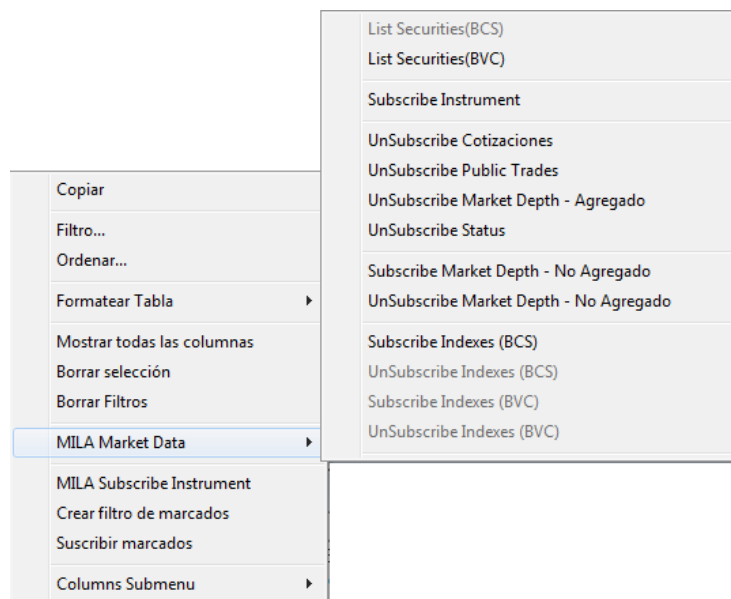 Copiar
Filtro...
Ordenar...
Formatear Tabla
Mostrar todas las columnas
Borrar selección
Borrar Filtros
MILA Market Data
MILA Subscribe Instrument
Crear filtro de marcados
Suscribir marcados
Columns Submenu
List Securities(BCS)
List Securities(BVC)
Subscribe Instrument
UnSubscribe Cotizaciones
UnSubscribe Public Trades
UnSubscribe Market Depth - Agregado
UnSubscribe Status
Subscribe Market Depth - No Agregado
UnSubscribe Market Depth - No Agregado
Subscribe Indexes (BCS)
UnSubscribe Indexes (BCS)
Subscribe Indexes (BVC)
UnSubscribe Indexes (BVC)